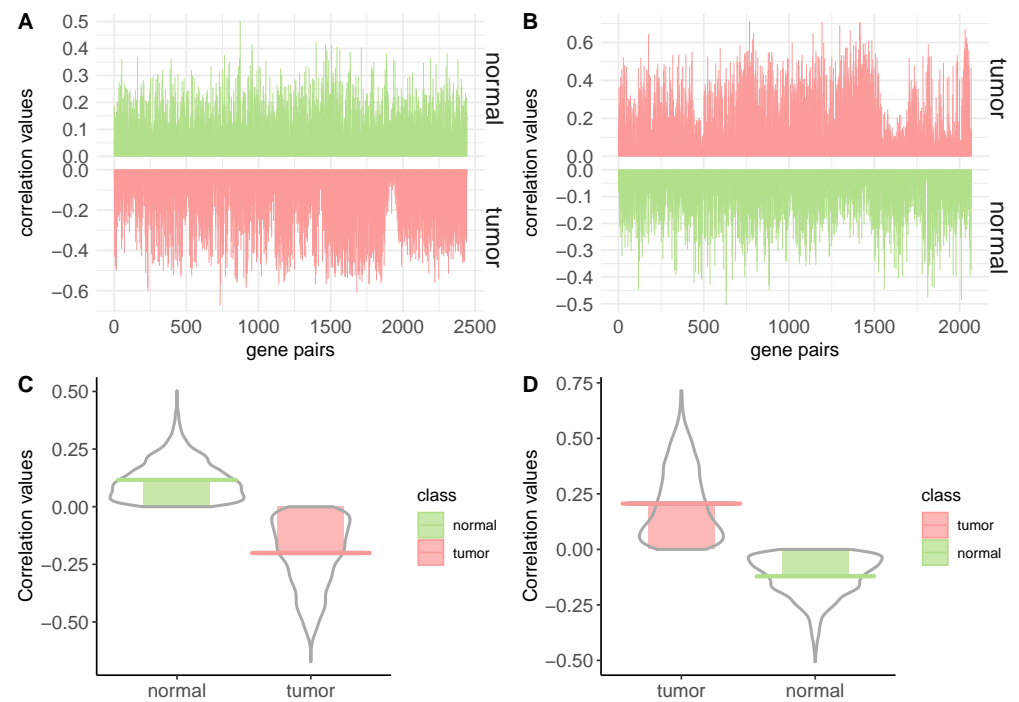 A
correlation values
0.5
0.4
0.3
0.2
0.1
0.0
normal
0.0
−0.2
−0.4
−0.6
tumor
0 500 1000 1500 2000 2500
gene pairs
B
correlation values
0.6
0.4
0.2
0.0
tumor
0.0
−0.1
−0.2
−0.3
−0.4
−0.5
normal
0 500 1000 1500 2000
gene pairs
C
Correlation values
0.50
0.25
0.00
−0.25
−0.50
normal tumor
class
normal
tumor
D
Correlation values
0.75
0.50
0.25
0.00
−0.25
−0.50
tumor normal
class
tumor
normal